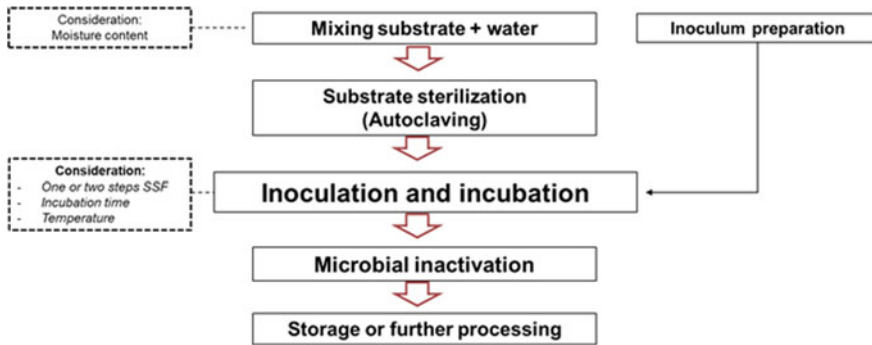 Consideration:
Moisture content
Mixing substrate + water
Inoculum preparation
Substrate sterilization
(Autoclaving)
Consideration:
- One or two steps SSF
- Incubation time
- Temperature
Inoculation and incubation
Microbial inactivation
Storage or further processing